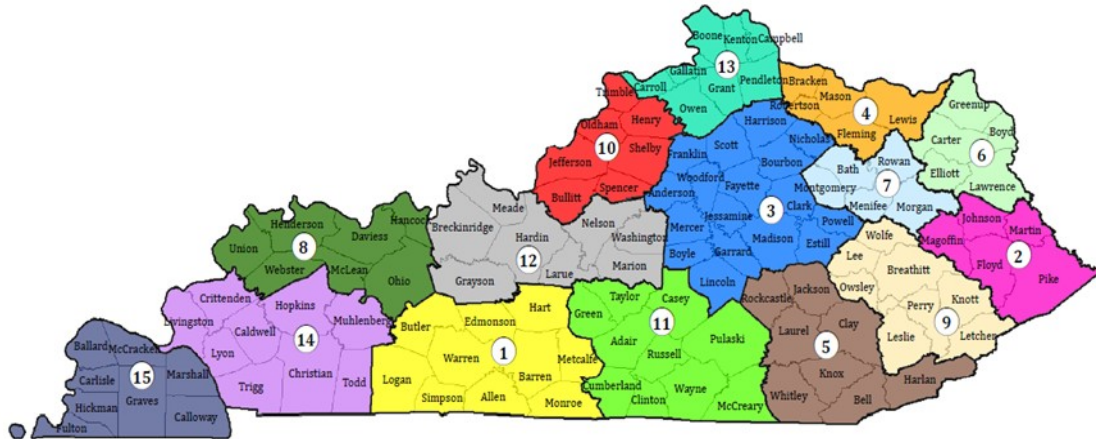 Boone
Kenton
Campbell
13
Gallatin
Carroll
Grant
Pendleton
Owen
Bracken
Mason
Robertson
4
Lewis
Fleming
Greenup
Boyd
Carter
6
Elliott
Lawrence
Trimble
Oldham
Henry
10
Shelby
Jefferson
Spencer
Bullitt
Harrison
Nicholas
Scott
Franklin
Bourbon
Woodford
Fayette
Anderson
Clark
3
Jessamine
Powell
Mercer
Madison
Estill
Boyle
Garrard
Lincoln
Rowan
Bath
Montgomery
7
Menifee
Morgan
Johnson
Martin
Magoffin
2
Floyd
Pike
Wolfe
Lee
Breathitt
Owsley
Perry
Knott
9
Leslie
Letcher
Henderson
Hancock
Daviess
Union
8
Webster
McLean
Ohio
Meade
Breckinridge
Nelson
Hardin
Washington
12
Marion
Larue
Grayson
Crittenden
Hopkins
Livingston
Muhlenberg
Caldwell
14
Lyon
Christian
Trigg
Todd
Ballard
McCracken
Carlisle
15
Marshall
Graves
Hickman
Calloway
Fulton
Hart
Edmonson
Butler
1
Warren
Metcalfe
Logan
Barren
Simpson
Allen
Monroe
Taylor
Casey
Green
11
Pulaski
Adair
Russell
Cumberland
Wayne
Clinton
McCreary
Rockcastle
Jackson
Laurel
Clay
5
Knox
Harlan
Whitley
Bell